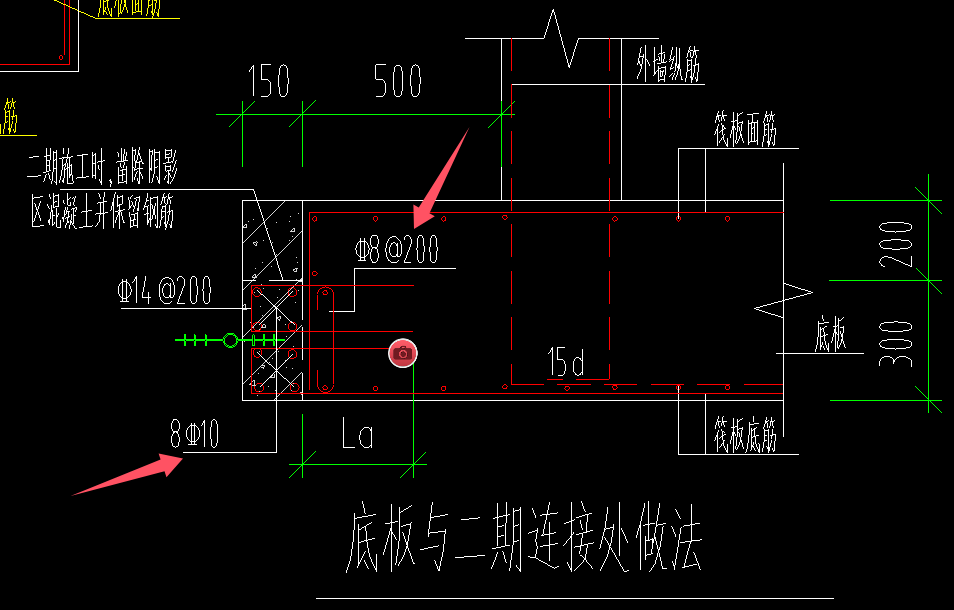 底板面筋
筋
150
500
外墙纵筋
筏板面筋
二期施工时,凿除阴影
区混凝土并保留钢筋
Φ8@200
Φ14@200
200
300
底板
15d
8Φ10
La
筏板底筋
底板与二期连接处做法